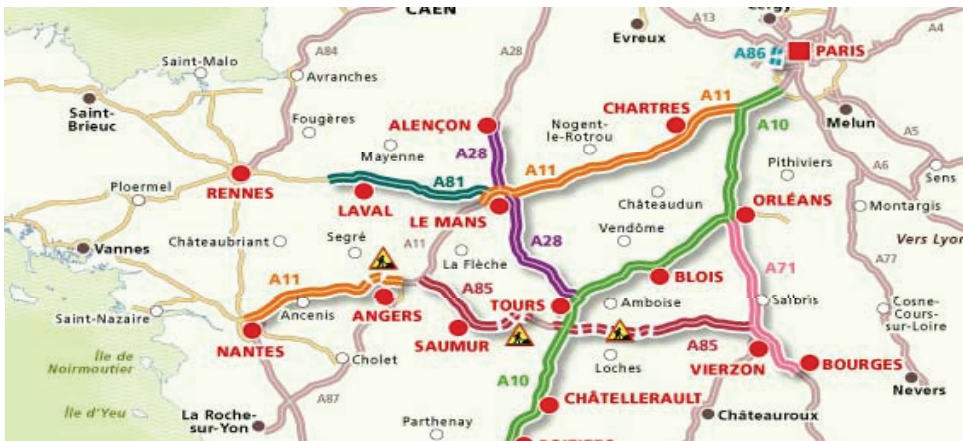 CAEN
A13
Cergy
A4
Evreux
A86
PARIS
A84
A28
Saint-Malo
Avranches
Saint-
Brieuc
Fougères
ALENÇON
Nogent-
le-Rotrou
CHARTRES
A11
A10
Melun
A5
Mayenne
A28
A11
Pithiviers
A6
Sens
Ploermel
RENNES
A81
LAVAL
LE MANS
Châteaudun
ORLÉANS
Montargis
Vannes
Châteaubriant
Segré
A11
La Flèche
A28
Vendôme
Vers Lyon
A11
A85
BLOIS
A71
A77
Saint-Nazaire
Ancenis
ANGERS
TOURS
Amboise
Salbris
Cosne-
Cours-
sur-Loire
NANTES
SAUMUR
Île de
Noirmoutier
Cholet
Loches
A85
VIERZON
BOURGES
A10
Nevers
Île d'Yeu
A87
La Roche-
sur-Yon
Parthenay
CHÂTELLERAULT
Châteauroux
POITIERS